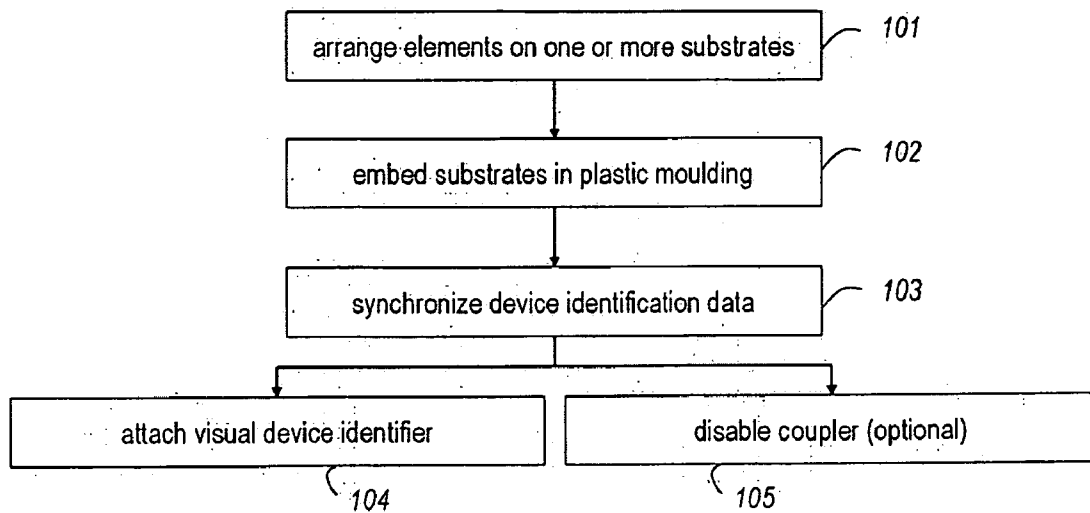 arrange elements on one or more substrates
101
embed substrates in plastic moulding
102
synchronize device identification data
103
attach visual device identifier
disable coupler (optional)
104
105